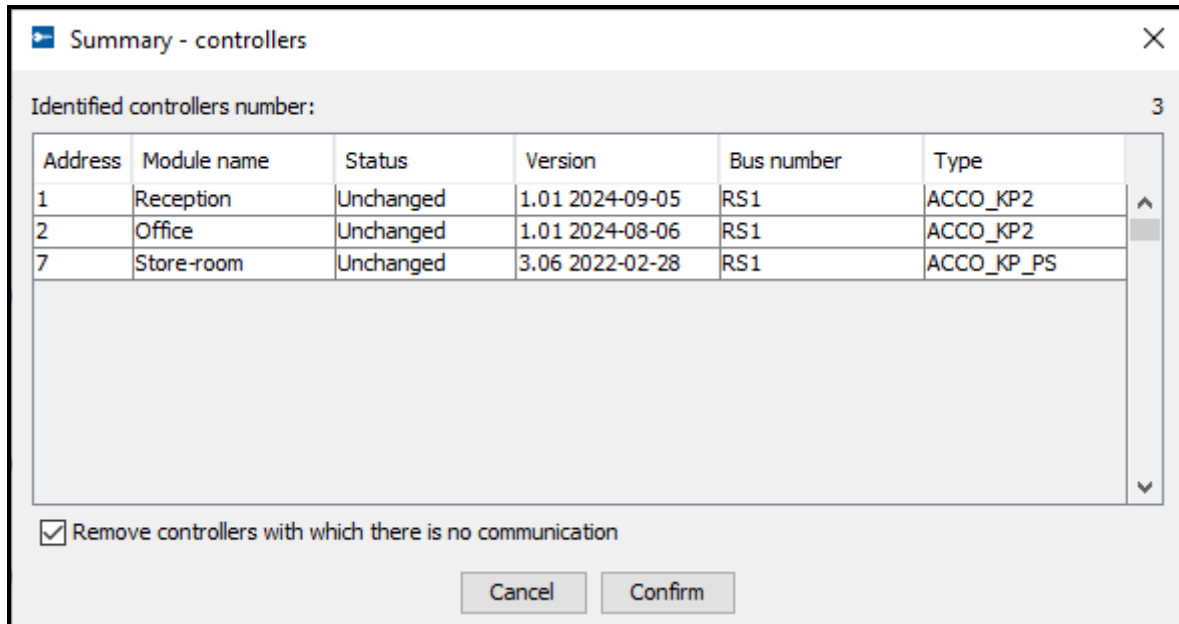 Summary - controllers
Identified controllers number: 3
Address Module name Status Version Bus number Type
1 Reception Unchanged 1.01 2024-09-05 RS1 ACCO_KP2
2 Office Unchanged 1.01 2024-08-06 RS1 ACCO_KP2
7 Store-room Unchanged 3.06 2022-02-28 RS1 ACCO_KP_PS
Remove controllers with which there is no communication
Cancel Confirm